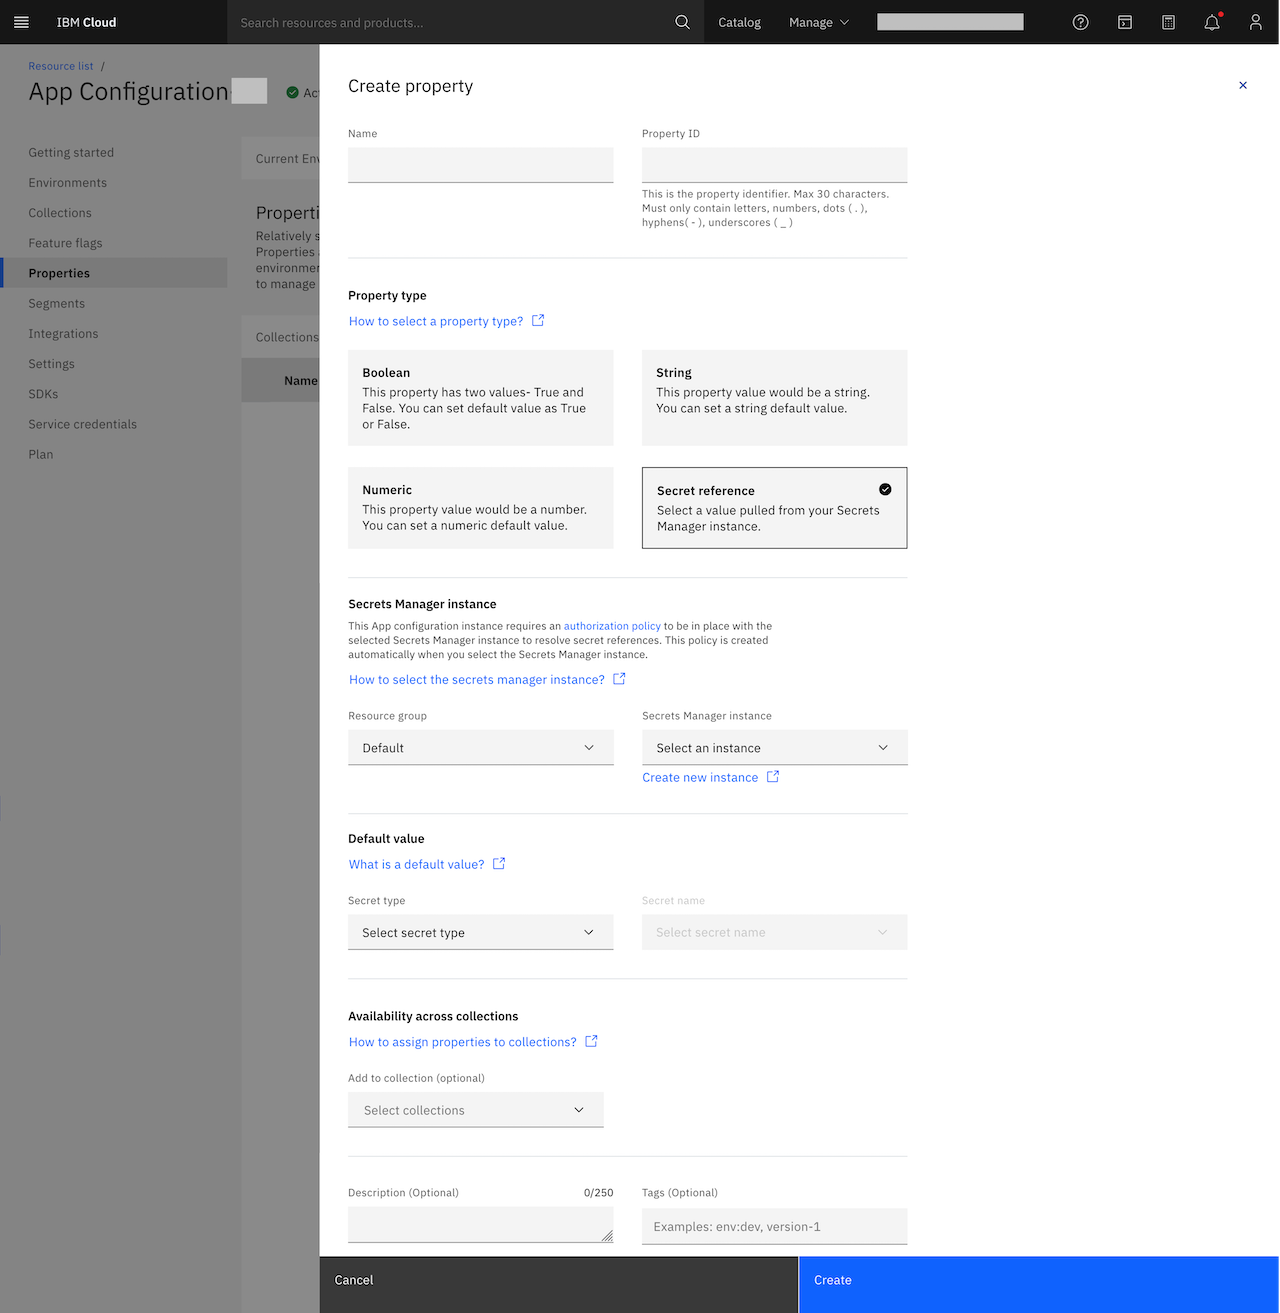 IBM Cloud
Search resources and products...
Catalog
Manage
Resource list /
App Configuration
Create property
Name
Property ID
This is the property identifier. Max 30 characters.
Must only contain letters, numbers, dots ( . ),
hyphens( - ), underscores ( _ )
Getting started
Environments
Collections
Feature flags
Properties
Segments
Integrations
Settings
SDKs
Service credentials
Plan
Current
Relatively
Properties
to manage
Collections
Name
Property type
How to select a property type?
Boolean
This property has two values- True and
False. You can set default value as True
or False.
String
This property value would be a string.
You can set a string default value.
Numeric
This property value would be a number.
You can set a numeric default value.
Secret reference
Select a value pulled from your Secrets
Manager instance.
Secrets Manager instance
This App configuration instance requires an authorization policy to be in place with the
selected Secrets Manager instance to resolve secret references. This policy is created
automatically when you select the Secrets Manager instance.
How to select the secrets manager instance?
Resource group
Default
Secrets Manager instance
Select an instance
Create new instance
Default value
What is a default value?
Secret type
Select secret type
Secret name
Select secret name
Availability across collections
How to assign properties to collections?
Add to collection (optional)
Select collections
Description (Optional)
0/250
Tags (Optional)
Examples: env:dev, version-1
Cancel
Create